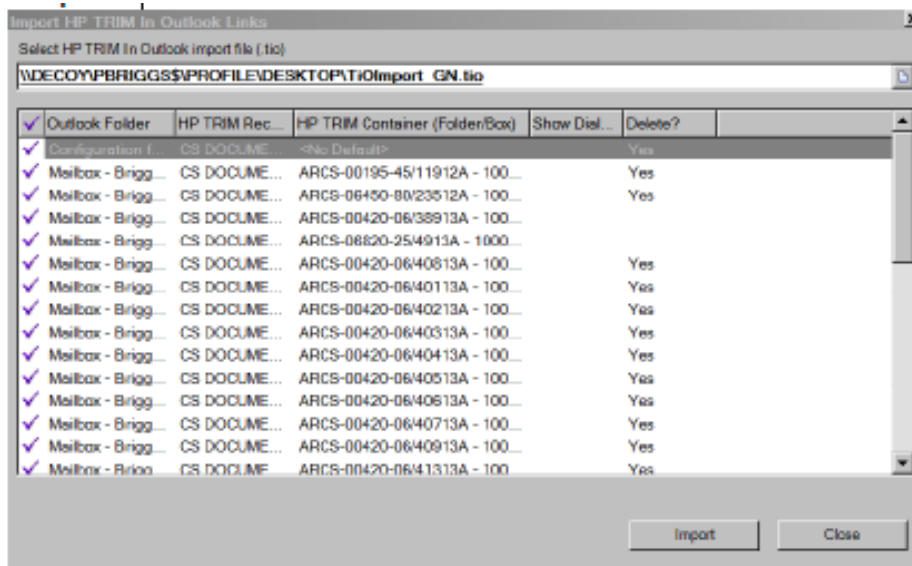 Import HP TRIM In Outlook Links
Select HP TRIM In Outlook import file (.tio)
\\DECOY\PBRIGGS$\PROFILE\DESKTOP\TiOImport_GN.tio
Outlook Folder HP TRIM Rec... HP TRIM Container (Folder/Box) Show Dial... Delete?
Configuration f... CS DOCUME... <No Default> Yes
Mailbox - Brigg... CS DOCUME... ARCS-00195-45/11912A - 100... Yes
Mailbox - Brigg... CS DOCUME... ARCS-06450-80/23512A - 100... Yes
Mailbox - Brigg... CS DOCUME... ARCS-00420-06/38913A - 100...
Mailbox - Brigg... CS DOCUME... ARCS-06820-25/4913A - 1000...
Mailbox - Brigg... CS DOCUME... ARCS-00420-06/40813A - 100... Yes
Mailbox - Brigg... CS DOCUME... ARCS-00420-06/40113A - 100... Yes
Mailbox - Brigg... CS DOCUME... ARCS-00420-06/40213A - 100... Yes
Mailbox - Brigg... CS DOCUME... ARCS-00420-06/40313A - 100... Yes
Mailbox - Brigg... CS DOCUME... ARCS-00420-06/40413A - 100... Yes
Mailbox - Brigg... CS DOCUME... ARCS-00420-06/40513A - 100... Yes
Mailbox - Brigg... CS DOCUME... ARCS-00420-06/40613A - 100... Yes
Mailbox - Brigg... CS DOCUME... ARCS-00420-06/40713A - 100... Yes
Mailbox - Brigg... CS DOCUME... ARCS-00420-06/40913A - 100... Yes
Mailbox - Brigg... CS DOCUME... ARCS-00420-06/41313A - 100... Yes
Import Close